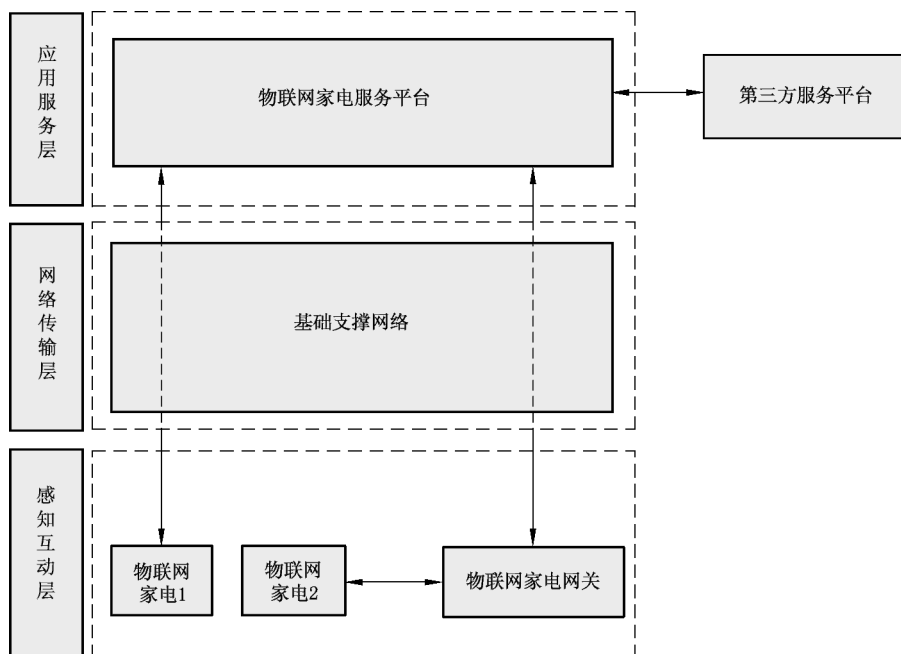 应用服务层
物联网家电服务平台
第三方服务平台
网络传输层
基础支撑网络
感知互动层
物联网
家电1
物联网
家电2
物联网家电网关